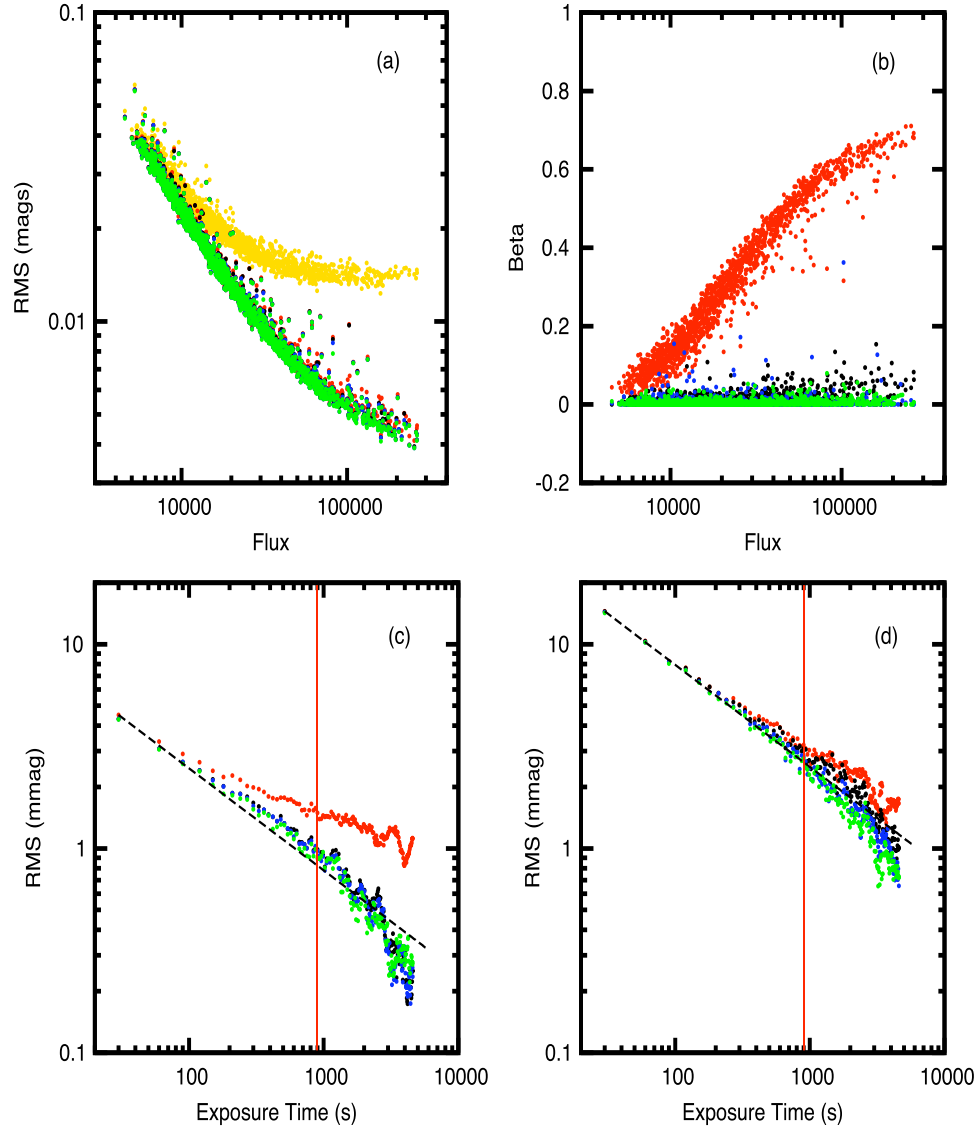 (a)
RMS (mags)
0.1
0.01
10000
100000
Flux
(b)
Beta
1
0.8
0.6
0.4
0.2
0
-0.2
10000
100000
Flux
(c)
RMS (mmag)
10
1
0.1
100
1000
10000
Exposure Time (s)
(d)
RMS (mmag)
10
1
0.1
100
1000
10000
Exposure Time (s)